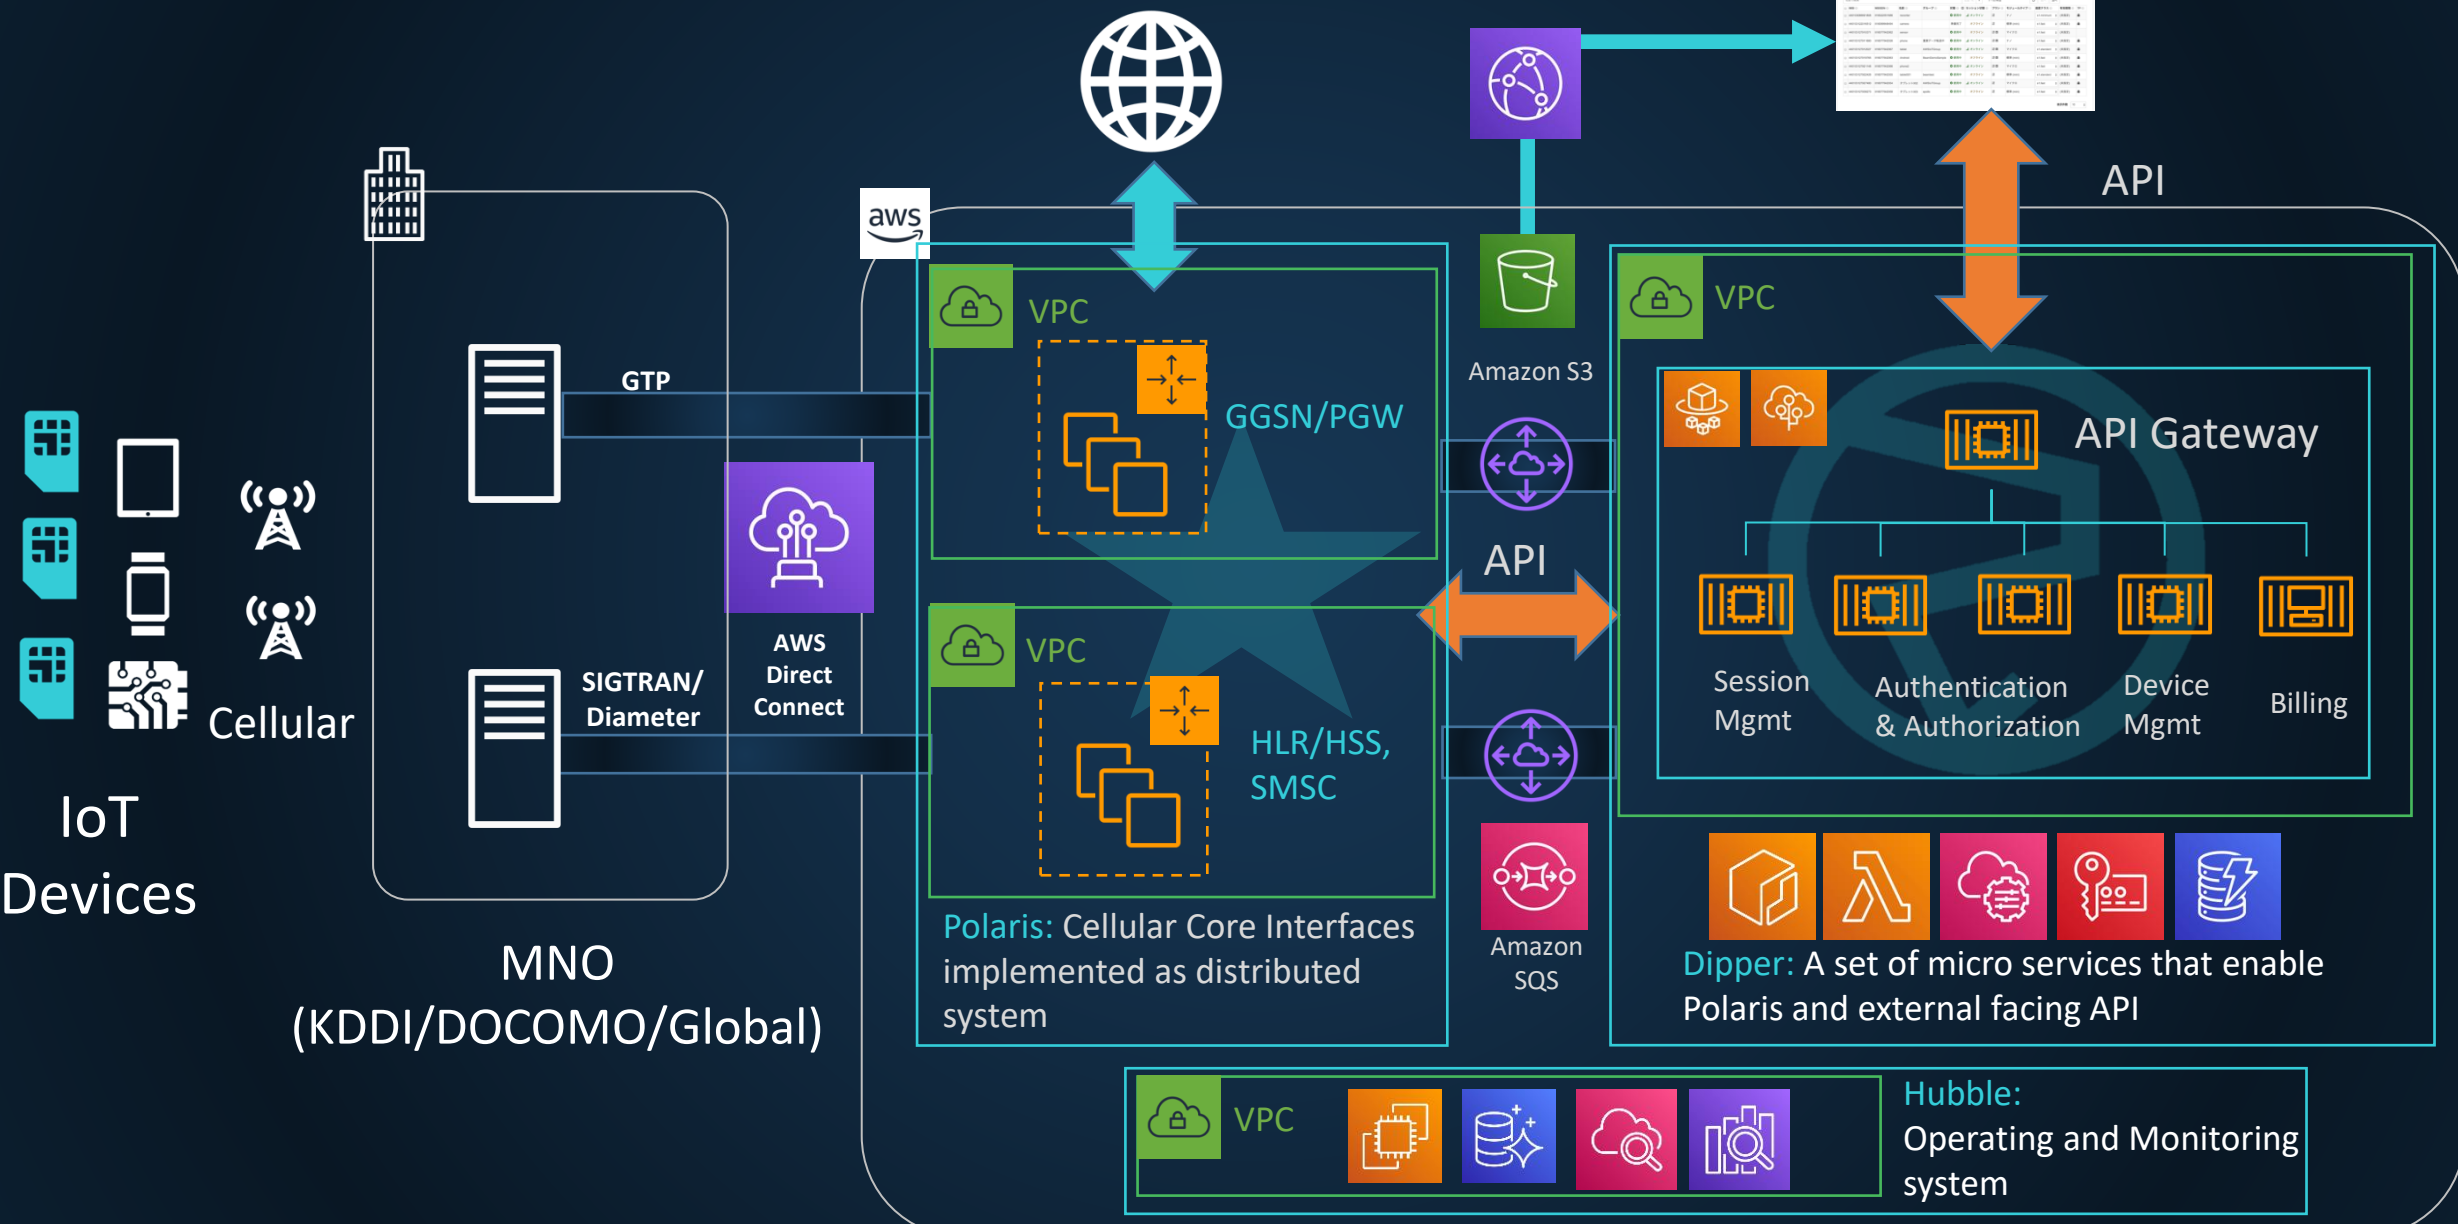 API
aws
VPC
VPC
GTP
Amazon S3
GGSN/PGW
API Gateway
API
AWS
Direct
Connect
VPC
SIGTRAN/
Diameter
Cellular
HLR/HSS,
SMSC
Session
Mgmt
Authentication
& Authorization
Device
Mgmt
Billing
IoT
Devices
MNO
(KDDI/DOCOMO/Global)
Polaris: Cellular Core Interfaces
implemented as distributed
system
Amazon
SQS
Dipper: A set of micro services that enable
Polaris and external facing API
VPC
Hubble:
Operating and Monitoring
system